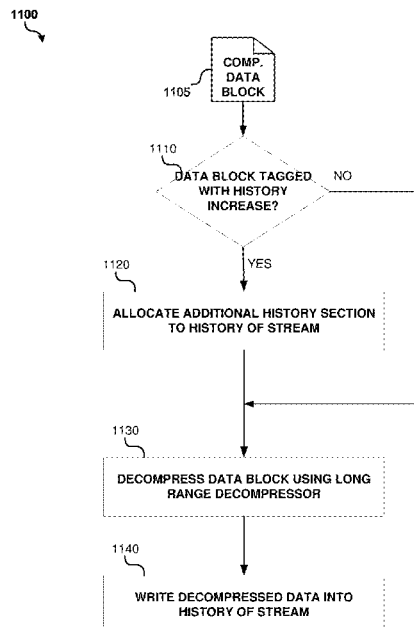 1100
COMP.
DATA
BLOCK
1105
1110
DATA BLOCK TAGGED
WITH HISTORY
INCREASE?
NO
YES
1120
ALLOCATE ADDITIONAL HISTORY SECTION
TO HISTORY OF STREAM
1130
DECOMPRESS DATA BLOCK USING LONG
RANGE DECOMPRESSOR
1140
WRITE DECOMPRESSED DATA INTO
HISTORY OF STREAM